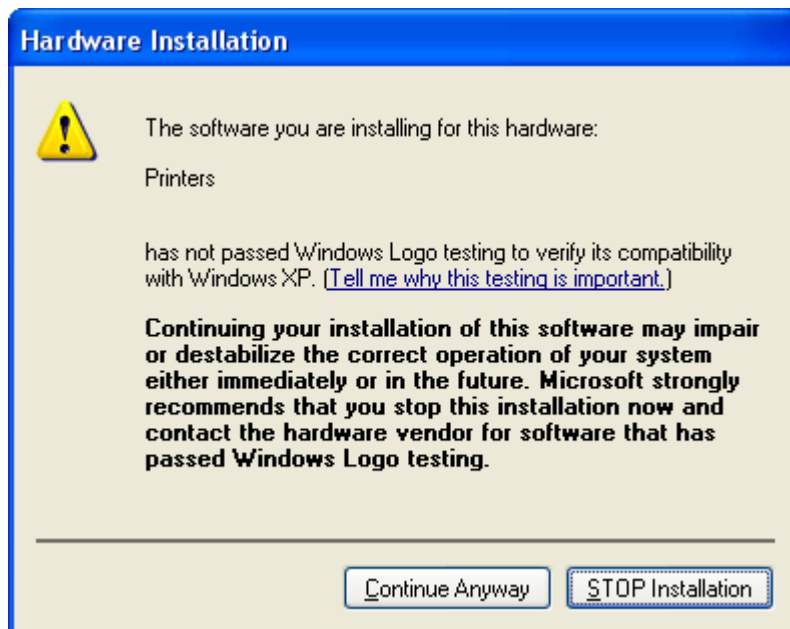 Hardware Installation
The software you are installing for this hardware:
Printers
has not passed Windows Logo testing to verify its compatibility
with Windows XP. (Tell me why this testing is important.)
Continuing your installation of this software may impair
or destabilize the correct operation of your system
either immediately or in the future. Microsoft strongly
recommends that you stop this installation now and
contact the hardware vendor for software that has
passed Windows Logo testing.
Continue Anyway
STOP Installation